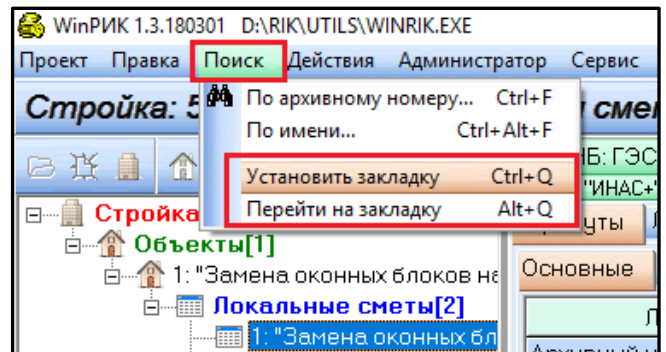 WinРИК 1.3.180301 D:\RIK\UTILS\WINRIK.EXE
Проект Правка Поиск Действия Администратор Сервис
Стройка: 5
По архивному номеру... Ctrl+F
По имени... Ctrl+Alt+F
Установить закладку Ctrl+Q
Перейти на закладку Alt+Q
ГЭС
"ИНАС+"
Стройка
Объекты[1]
1: "Замена оконных блоков на
Основные
Локальные сметы[2]
1: "Замена оконных бл